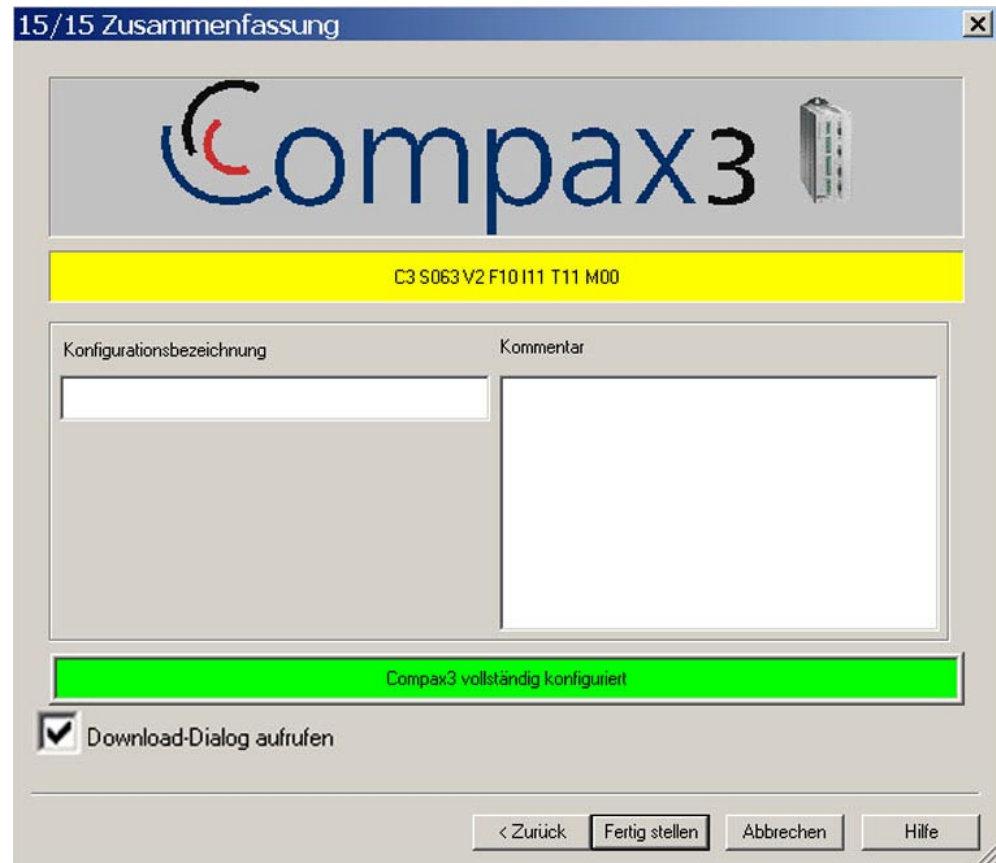 15/15 Zusammenfassung
Compax3
C3 S063 V2 F10 I11 T11 M00
Konfigurationsbezeichnung
Kommentar
Compax3 vollständig konfiguriert
Download-Dialog aufrufen
< Zurück
Fertig stellen
Abbrechen
Hilfe